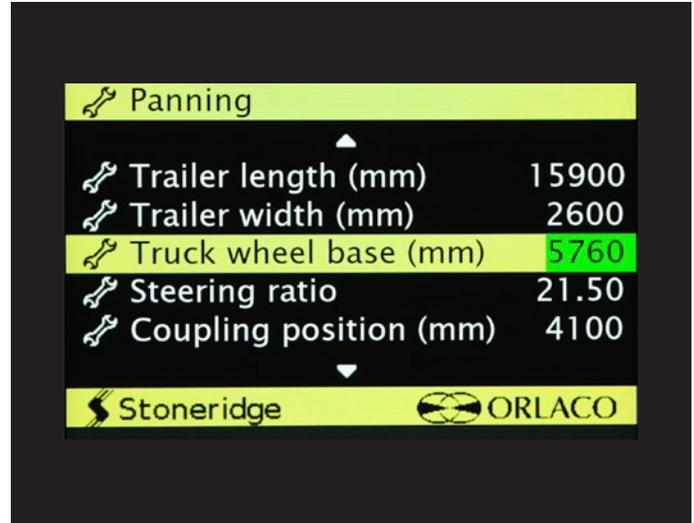 Panning
Trailer length (mm) 15900
Trailer width (mm) 2600
Truck wheel base (mm) 5760
Steering ratio 21.50
Coupling position (mm) 4100
Stoneridge ORLACO